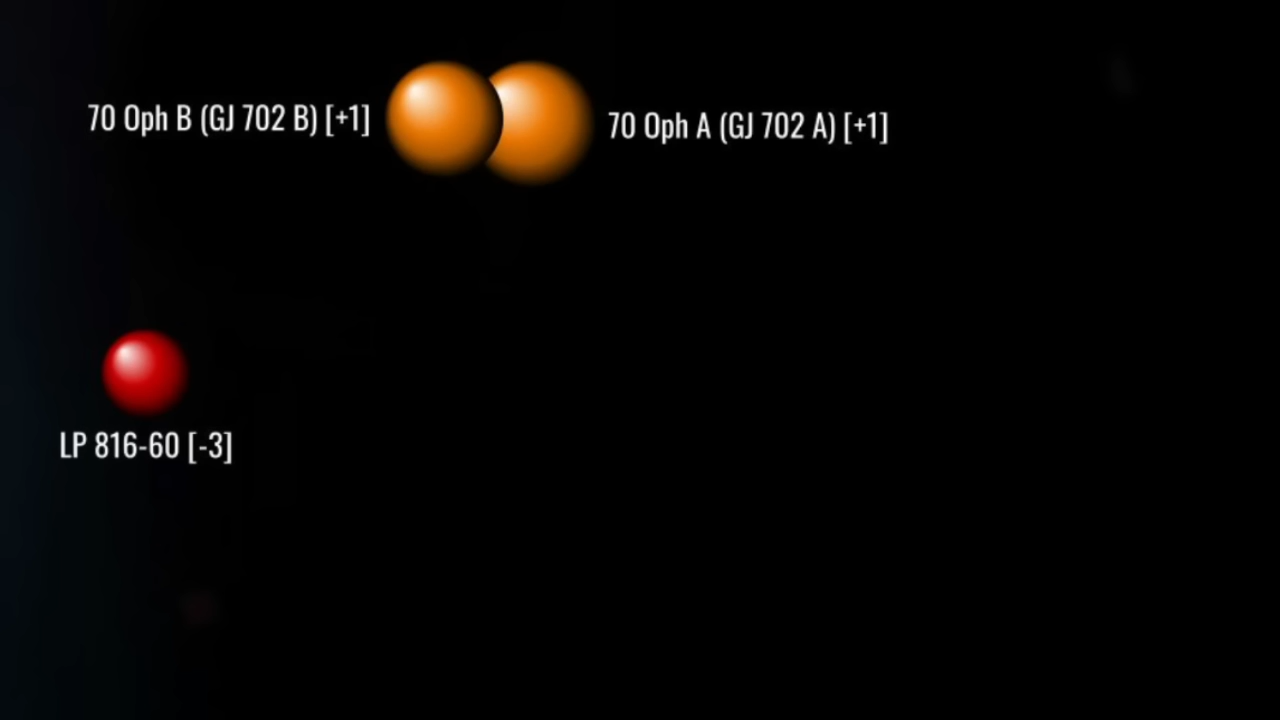 70 Oph B (GJ 702 B) [+1]
70 Oph A (GJ 702 A) [+1]
LP 816-60 [-3]